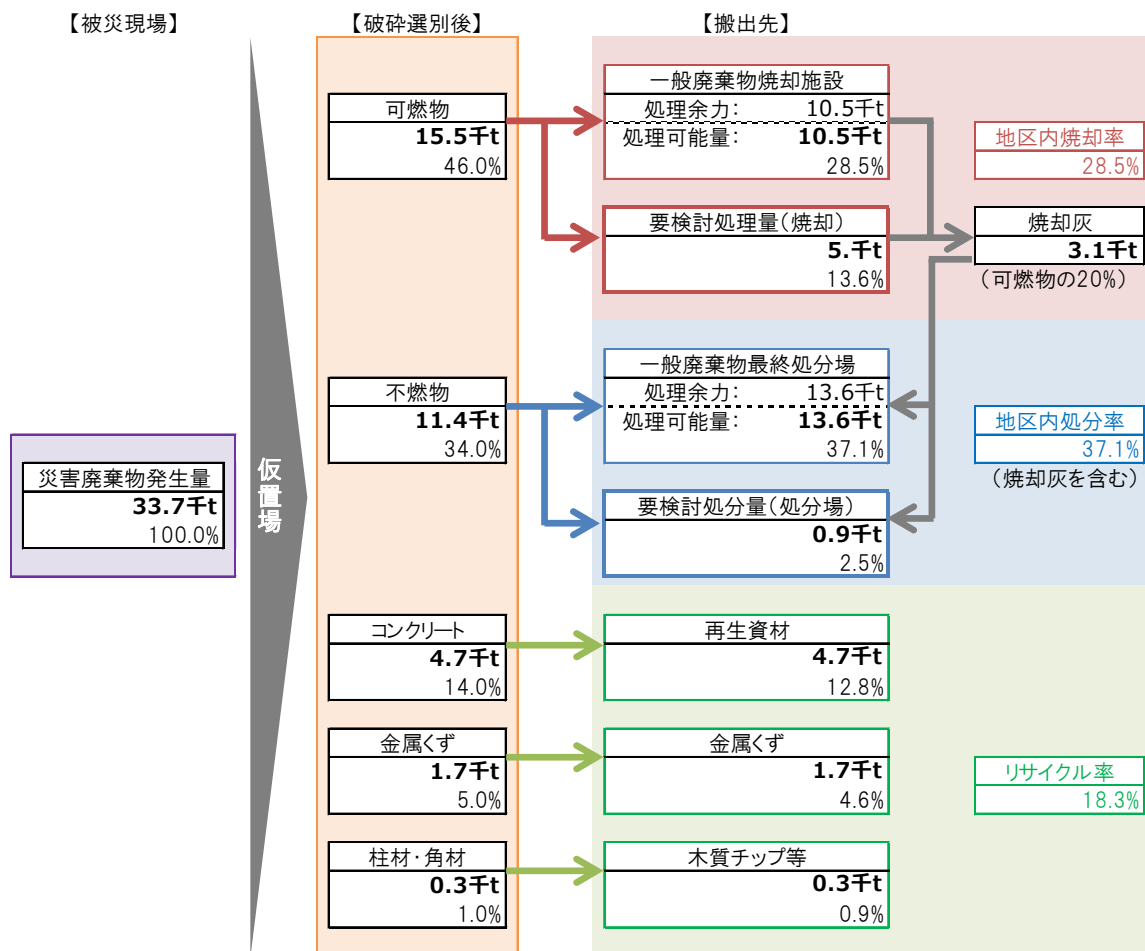 【被災現場】
【破砕選別後】
【搬出先】
災害廃棄物発生量
33.7千t
100.0%
仮置場
可燃物
15.5千t
46.0%
不燃物
11.4千t
34.0%
コンクリート
4.7千t
14.0%
金属くず
1.7千t
5.0%
柱材・角材
0.3千t
1.0%
一般廃棄物焼却施設
処理余力： 10.5千t
処理可能量： 10.5千t
28.5%
要検討処理量(焼却)
5.千t
13.6%
一般廃棄物最終処分場
処理余力： 13.6千t
処理可能量： 13.6千t
37.1%
要検討処分量(処分場)
0.9千t
2.5%
再生資材
4.7千t
12.8%
金属くず
1.7千t
4.6%
木質チップ等
0.3千t
0.9%
地区内焼却率
28.5%
焼却灰
3.1千t
(可燃物の20%)
地区内処分率
37.1%
(焼却灰を含む)
リサイクル率
18.3%